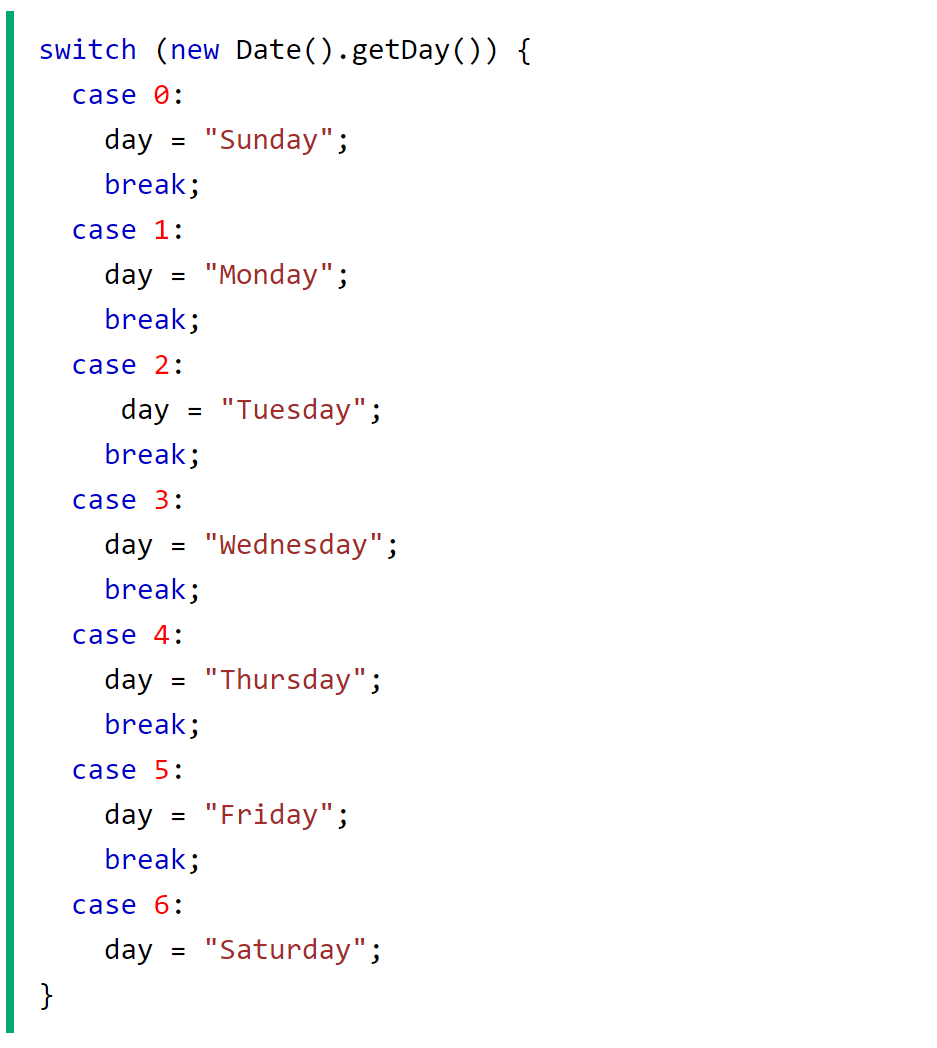 switch (new Date().getDay()) {
  case 0:
    day = "Sunday";
    break;
  case 1:
    day = "Monday";
    break;
  case 2:
     day = "Tuesday";
    break;
  case 3:
    day = "Wednesday";
    break;
  case 4:
    day = "Thursday";
    break;
  case 5:
    day = "Friday";
    break;
  case 6:
    day = "Saturday";
}